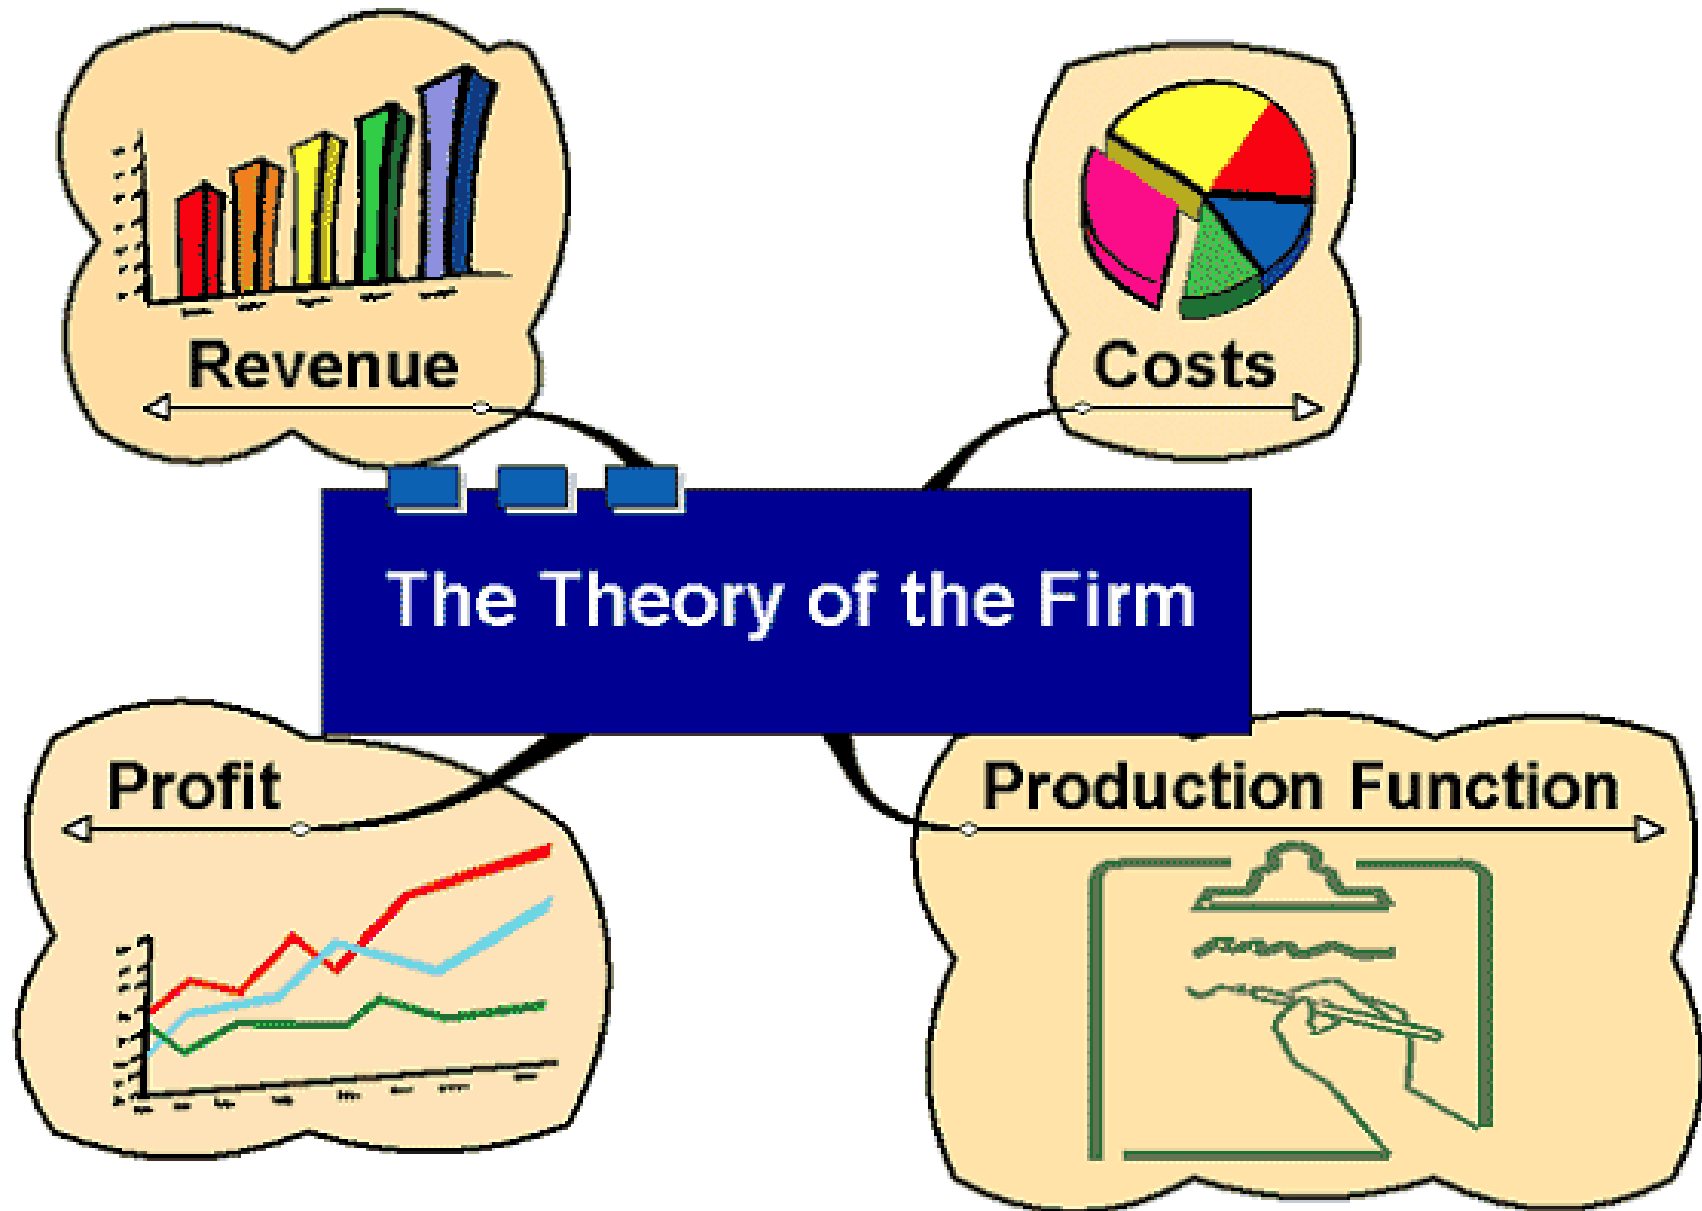 Revenue
Costs
The Theory of the Firm
Profit
Production Function